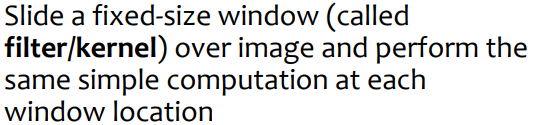 Slide a fixed-size window (called
filter/kernel) over image and perform the
same simple computation at each
window location